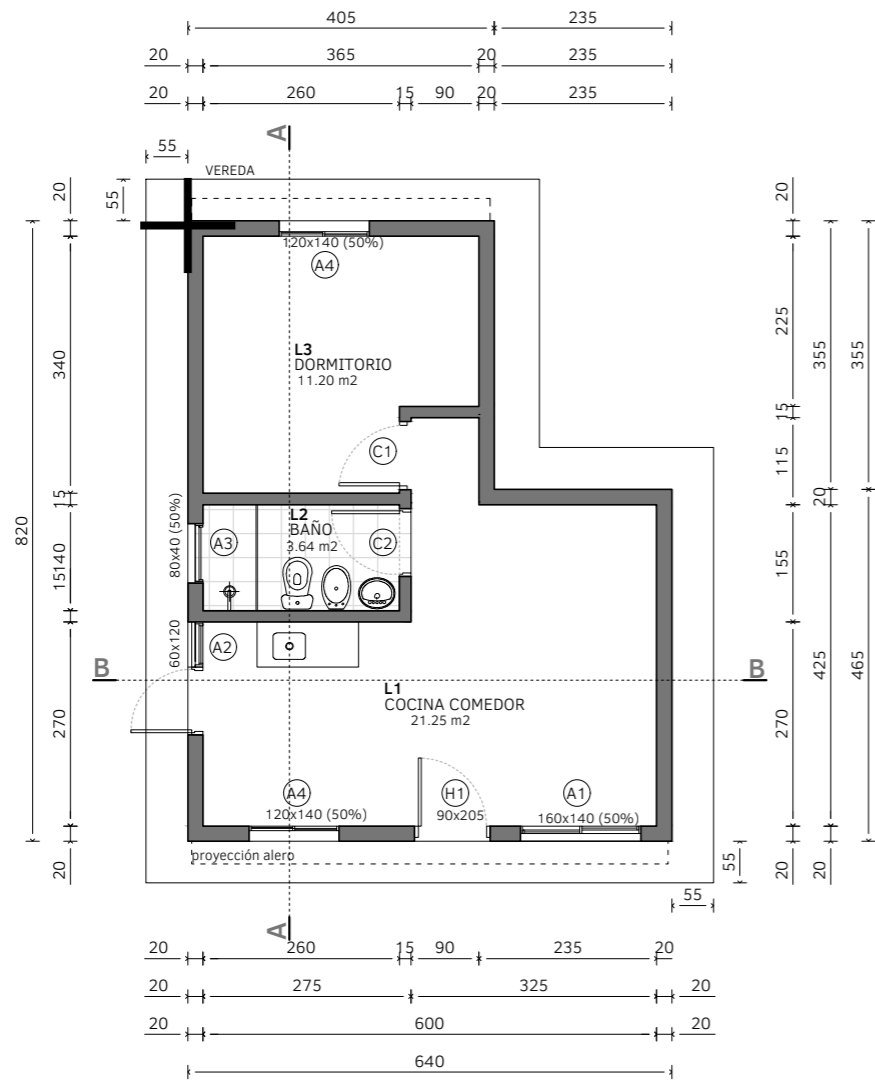 405 235
20 365 20 235
20 260 15 90 20 235
A
55
VEREDA
55
20
20
120x140 (50%)
A4
225
355
355
340
L3
DORMITORIO
11.20 m2
15
C1
115
820
15
80x40 (50%)
L2
BAÑO
3.64 m2
A3
C2
20
140
155
15
60x120
A2
B
B
L1
COCINA COMEDOR
21.25 m2
425
465
270
270
A4
120x140 (50%)
H1
90x205
A1
160x140 (50%)
proyección alero
20
20
20
55
55
A
20 260 15 90 235 20
20 275 325 20
20 600 20
640